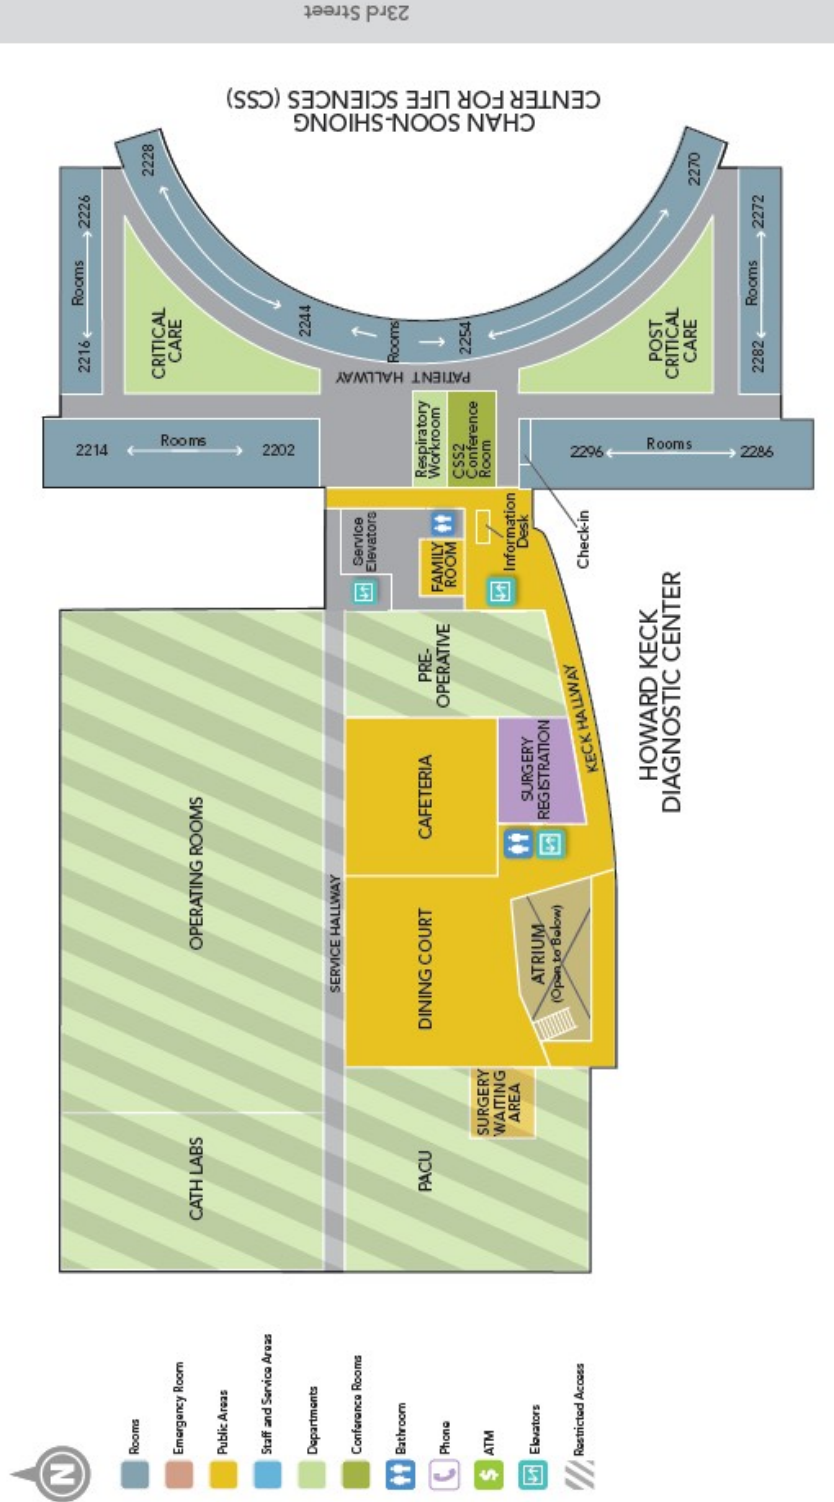 23rd Street
CHAN SOON-SHIONG
CENTER FOR LIFE SCIENCES (CSS)
2228
2270
2216
Rooms
2226
2282
Rooms
2272
CRITICAL
CARE
POST
CRITICAL
CARE
2244
Rooms
2254
PATIENT HALLWAY
2214
Rooms
2202
Respiratory
Workroom
CSS2
Conference
Room
2296
Rooms
2286
Check-in
Service
Elevators
FAMILY
ROOM
Information
Desk
PRE-
OPERATIVE
KECK HALLWAY
HOWARD KECK
DIAGNOSTIC CENTER
OPERATING ROOMS
CAFETERIA
SURGERY
REGISTRATION
SERVICE HALLWAY
DINING COURT
ATRIUM
(Open to Below)
CATH LABS
PACU
SURGERY
WAITING
AREA
N
Rooms
Emergency Room
Public Areas
Staff and Service Areas
Departments
Conference Rooms
Bathroom
Phone
$ ATM
Elevators
Restricted Access